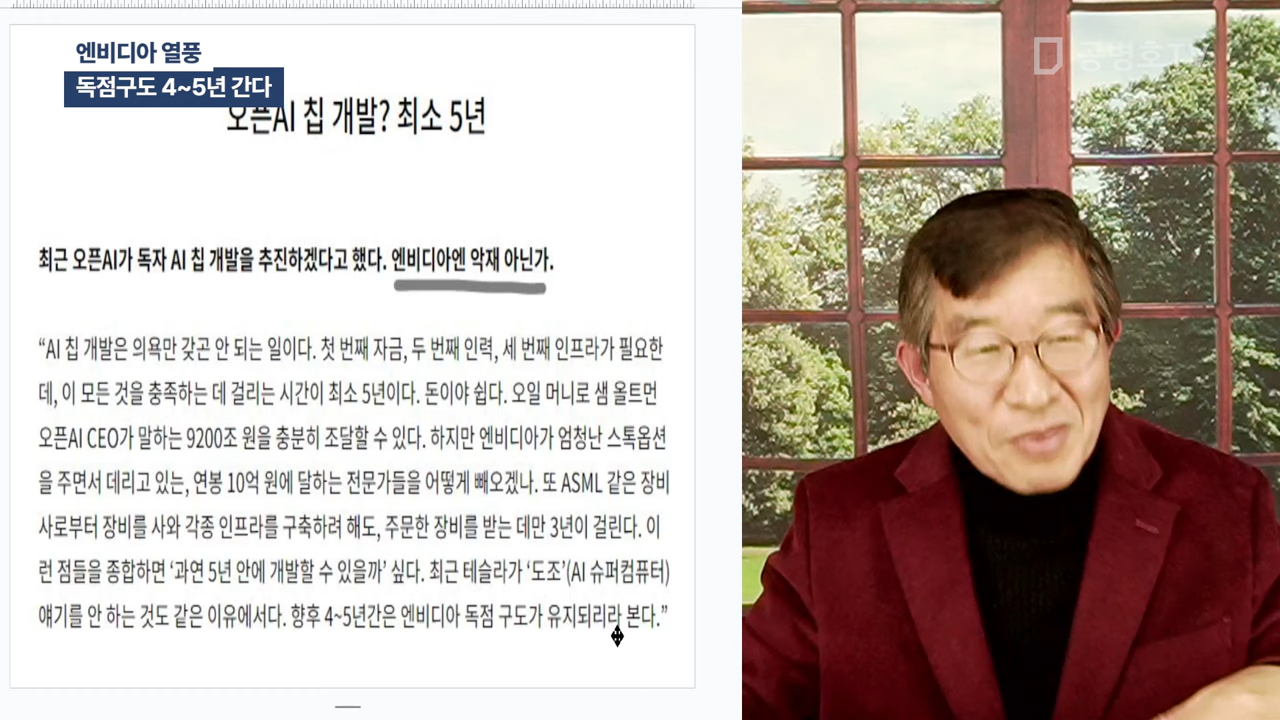 엔비디아 열풍
독점구도 4~5년 간다
오픈AI 칩 개발? 최소 5년
공병호TV
최근 오픈AI가 독자 AI 칩 개발을 추진하겠다고 했다. 엔비디아엔 악재 아닌가.
“AI 칩 개발은 의욕만 갖곤 안 되는 일이다. 첫 번째 자금, 두 번째 인력, 세 번째 인프라가 필요한
데, 이 모든 것을 충족하는 데 걸리는 시간이 최소 5년이다. 돈이야 쉽다. 오일 머니로 샘 올트먼
오픈AI CEO가 말하는 9200조 원을 충분히 조달할 수 있다. 하지만 엔비디아가 엄청난 스톡옵션
을 주면서 데리고 있는, 연봉 10억 원에 달하는 전문가들을 어떻게 빼오겠나. 또 ASML 같은 장비
사로부터 장비를 사와 각종 인프라를 구축하려 해도, 주문한 장비를 받는 데만 3년이 걸린다. 이
런 점들을 종합하면 ‘과연 5년 안에 개발할 수 있을까’ 싶다. 최근 테슬라가 ‘도조’(AI 슈퍼컴퓨터)
얘기를 안 하는 것도 같은 이유에서다. 향후 4~5년간은 엔비디아 독점 구도가 유지되리라 본다.”